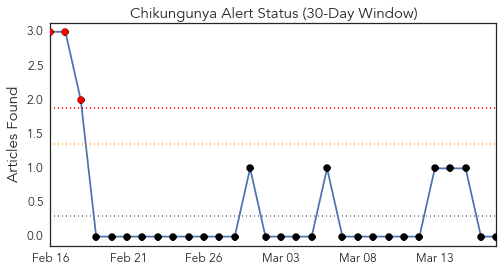 Chikungunya Alert Status (30-Day Window)
Articles Found
3.0
2.5
2.0
1.5
1.0
0.5
0.0
Feb 16 Feb 21 Feb 26 Mar 03 Mar 08 Mar 13